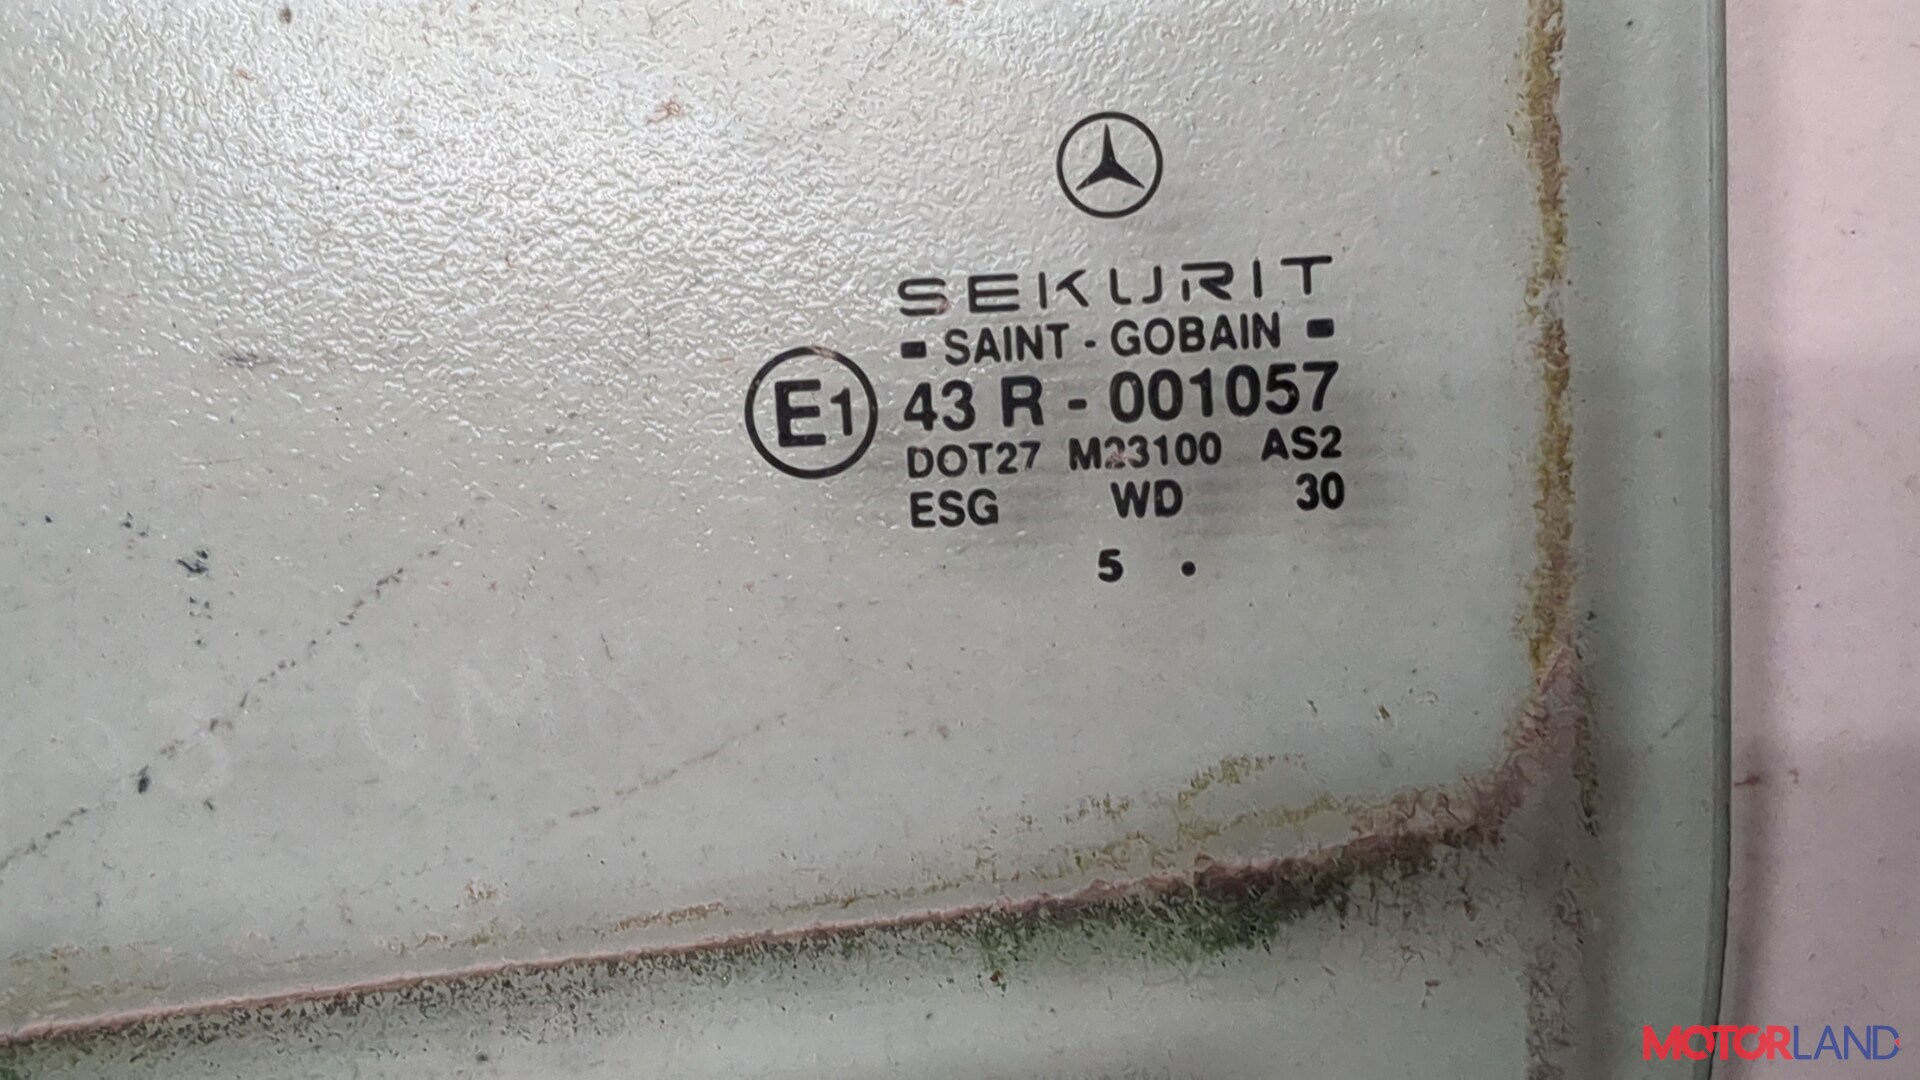 SEKURIT
- SAINT - GOBAIN -
E1 43 R - 001057
DOT27 M23100 AS2
ESG WD 30
5 .
MOTORLAND